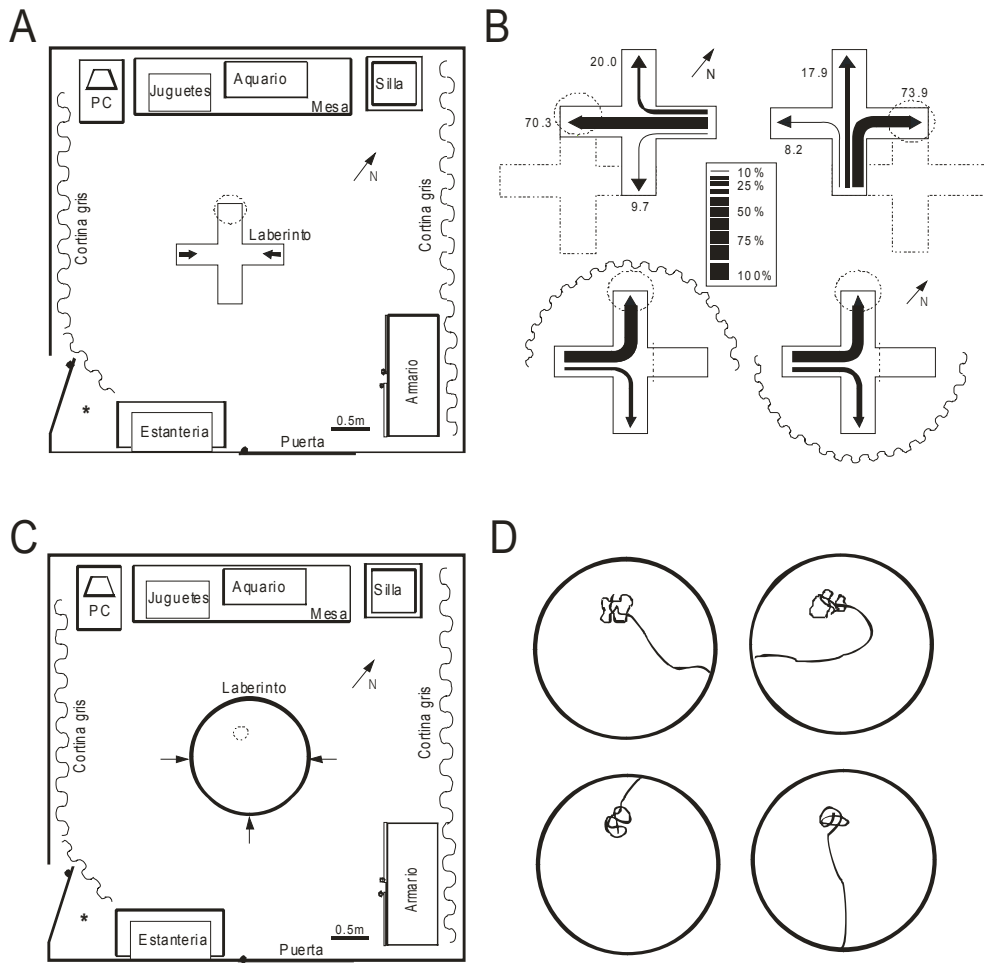 A
PC
Juguetes
Aquario
Mesa
Silla
N
Cortina gris
Cortina gris
Laberinto
Armario
*
Estanteria
0.5m
Puerta
B
20.0
N
70.3
9.7
17.9
73.9
8.2
10%
25%
50%
75%
100%
N
C
PC
Juguetes
Aquario
Mesa
Silla
N
Laberinto
Cortina gris
Cortina gris
Armario
*
Estanteria
0.5m
Puerta
D